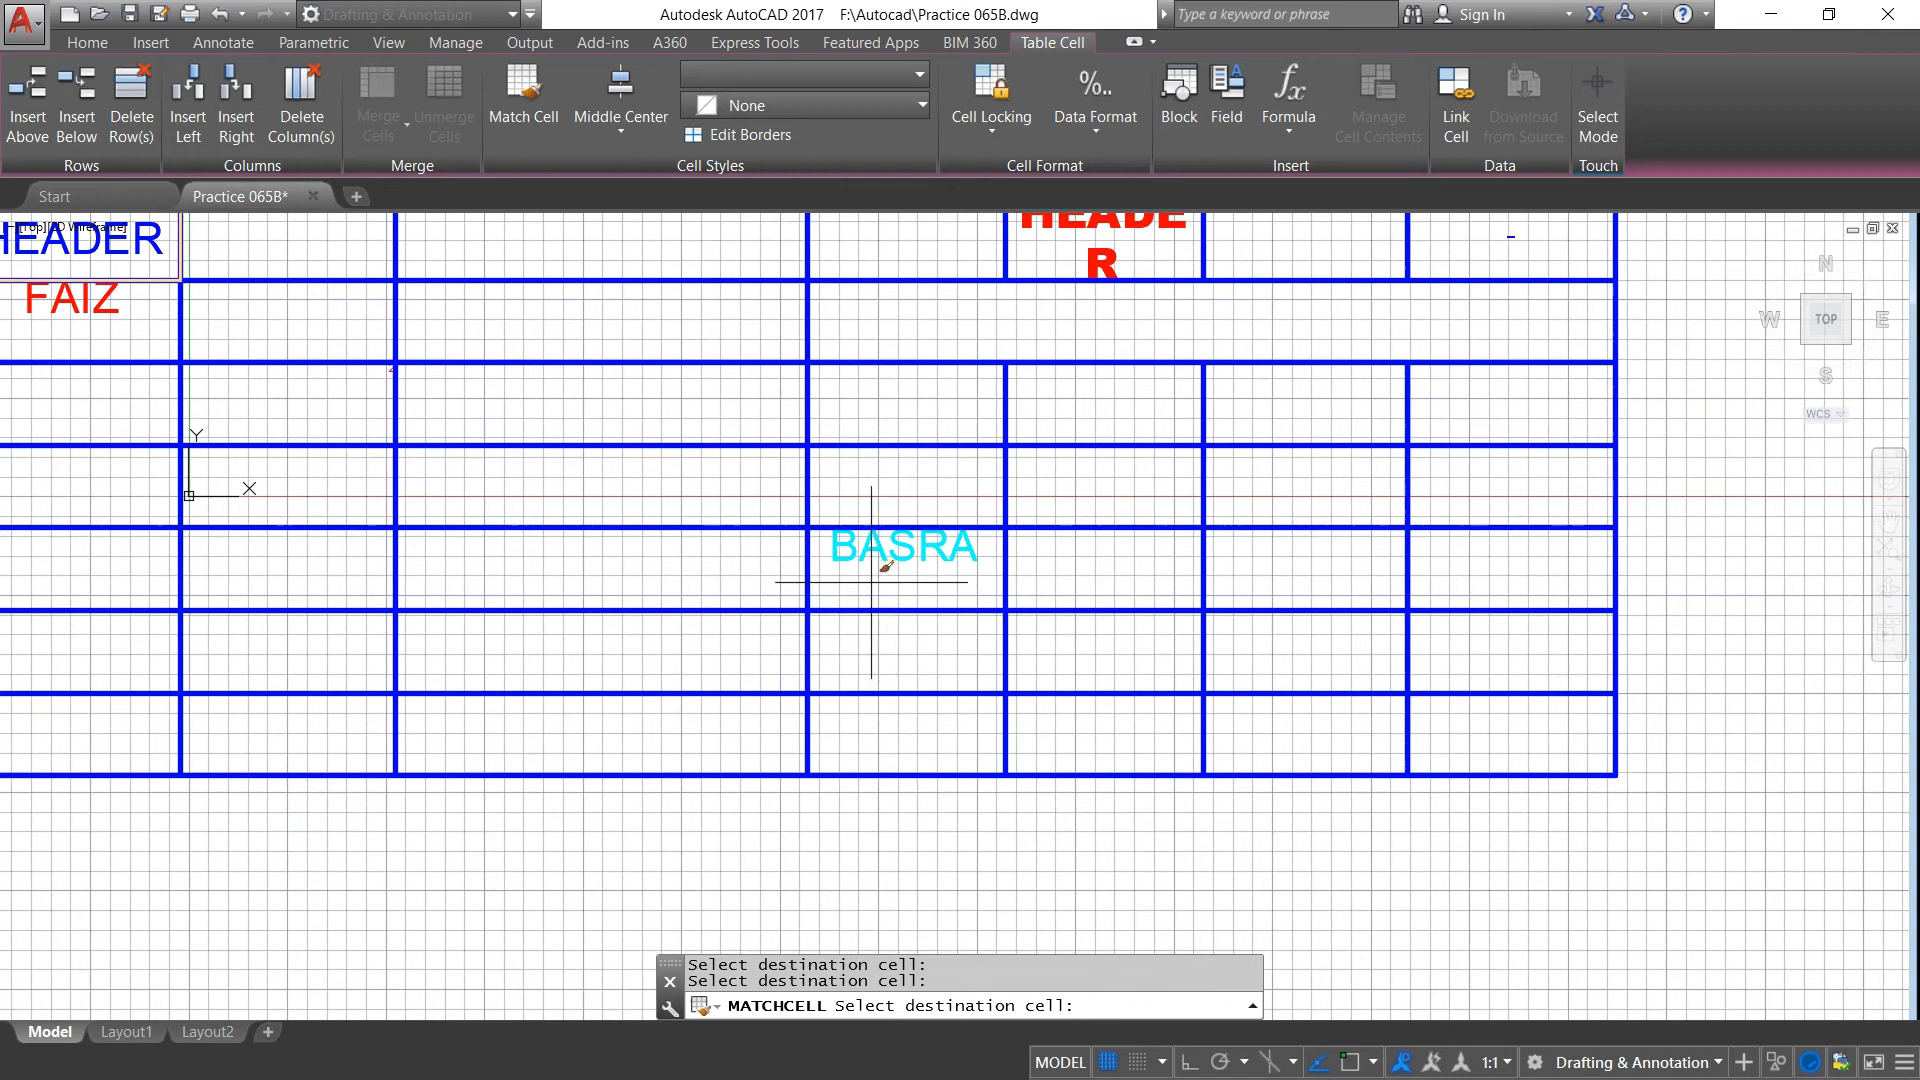 Drafting & Annotation
Autodesk AutoCAD 2017 F:\Autocad\Practice 065B.dwg
Type a keyword or phrase
Sign In
Home Insert Annotate Parametric View Manage Output Add-ins A360 Express Tools Featured Apps BIM 360 Table Cell
Insert Above
Insert Below
Delete Row(s)
Rows
Insert Left
Insert Right
Delete Column(s)
Columns
Merge Cells
Unmerge Cells
Merge
Match Cell
Middle Center
None
Edit Borders
Cell Styles
Cell Locking
%..
Data Format
Cell Format
Block
Field
fx
Formula
Manage Cell Contents
Insert
Link Cell
Download from Source
Data
Select Mode
Touch
Start
Practice 065B*
HEADER
HEADE
R
FAIZ
N
W TOP E
S
WCS
Y
X
BASRA
Select destination cell:
Select destination cell:
MATCHCELL Select destination cell:
Model Layout1 Layout2
MODEL
1:1
Drafting & Annotation